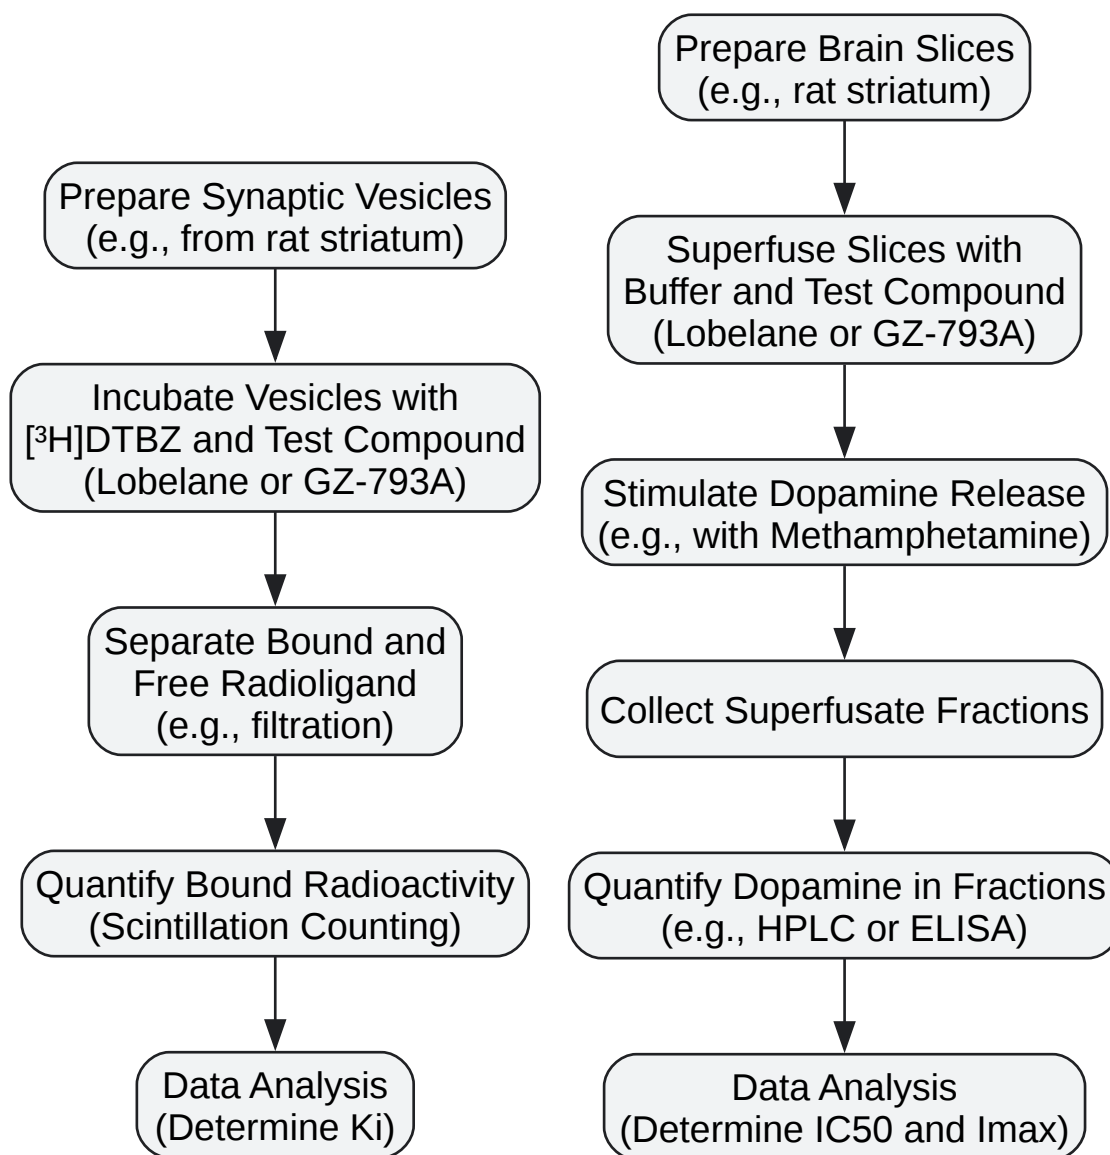 Prepare Synaptic Vesicles
(e.g., from rat striatum)
Incubate Vesicles with
[³H]DTBZ and Test Compound
(Lobelane or GZ-793A)
Separate Bound and
Free Radioligand
(e.g., filtration)
Quantify Bound Radioactivity
(Scintillation Counting)
Data Analysis
(Determine Ki)
Prepare Brain Slices
(e.g., rat striatum)
Superfuse Slices with
Buffer and Test Compound
(Lobelane or GZ-793A)
Stimulate Dopamine Release
(e.g., with Methamphetamine)
Collect Superfusate Fractions
Quantify Dopamine in Fractions
(e.g., HPLC or ELISA)
Data Analysis
(Determine IC50 and Imax)